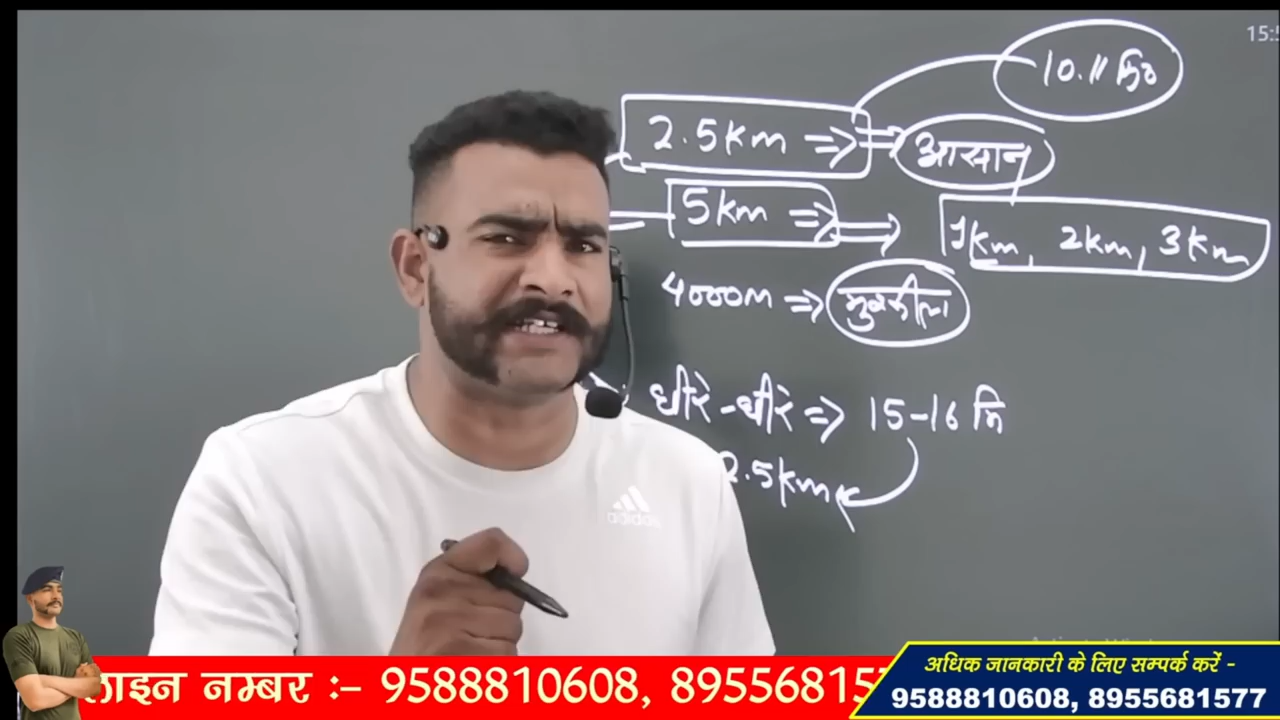 15:5
10.11 मि०
2.5km ⇒ ⇒ आसान
5km ⇒ ⇒ 1km, 2km, 3km
4000m ⇒ मुश्कील
धीरे-धीरे ⇒ 15-16 मि
2.5km
adidas
लाइन नम्बर :- 9588810608, 89556815
अधिक जानकारी के लिए सम्पर्क करें -
9588810608, 8955681577